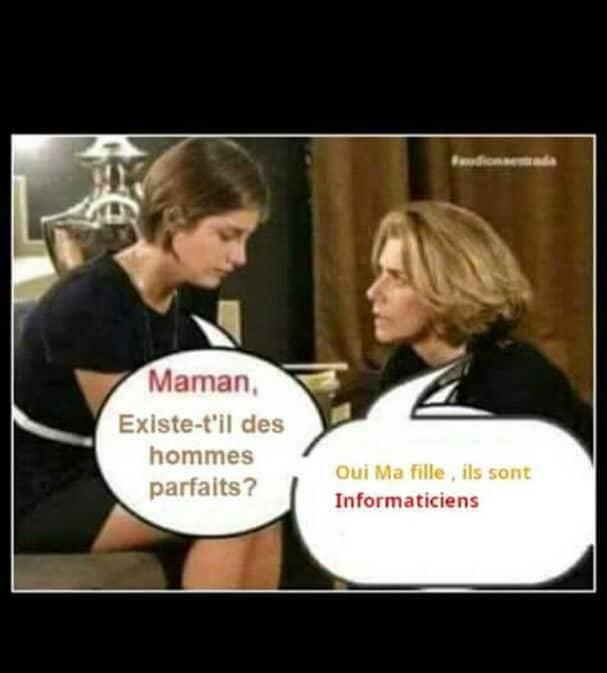 Maman,
Existe-t'il des
hommes
parfaits?
Oui Ma fille , ils sont
Informaticiens